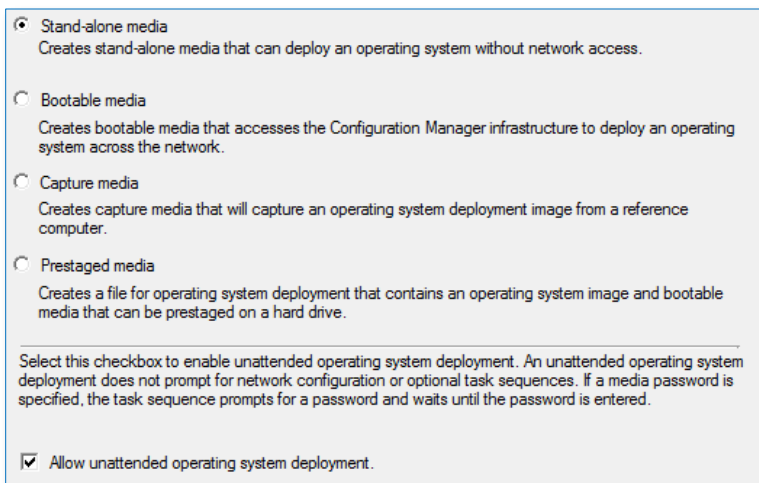 Stand-alone media
Creates stand-alone media that can deploy an operating system without network access.
Bootable media
Creates bootable media that accesses the Configuration Manager infrastructure to deploy an operating
system across the network.
Capture media
Creates capture media that will capture an operating system deployment image from a reference
computer.
Prestaged media
Creates a file for operating system deployment that contains an operating system image and bootable
media that can be prestaged on a hard drive.
Select this checkbox to enable unattended operating system deployment. An unattended operating system
deployment does not prompt for network configuration or optional task sequences. If a media password is
specified, the task sequence prompts for a password and waits until the password is entered.
Allow unattended operating system deployment.